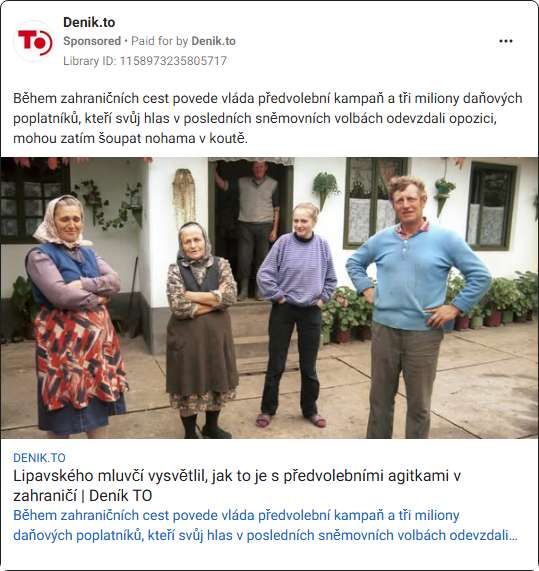 Denik.to
Sponsored • Paid for by Denik.to
Library ID: 1158973235805717
Během zahraničních cest povede vláda předvolební kampaň a tři miliony daňových
poplatníků, kteří svůj hlas v posledních sněmovních volbách odevzdali opozici,
mohou zatím šoupat nohama v koutě.
DENIK.TO
Lipavského mluvčí vysvětlil, jak to je s předvolebními agitkami v
zahraničí | Deník TO
Během zahraničních cest povede vláda předvolební kampaň a tři miliony
daňových poplatníků, kteří svůj hlas v posledních sněmovních volbách odevzdali...